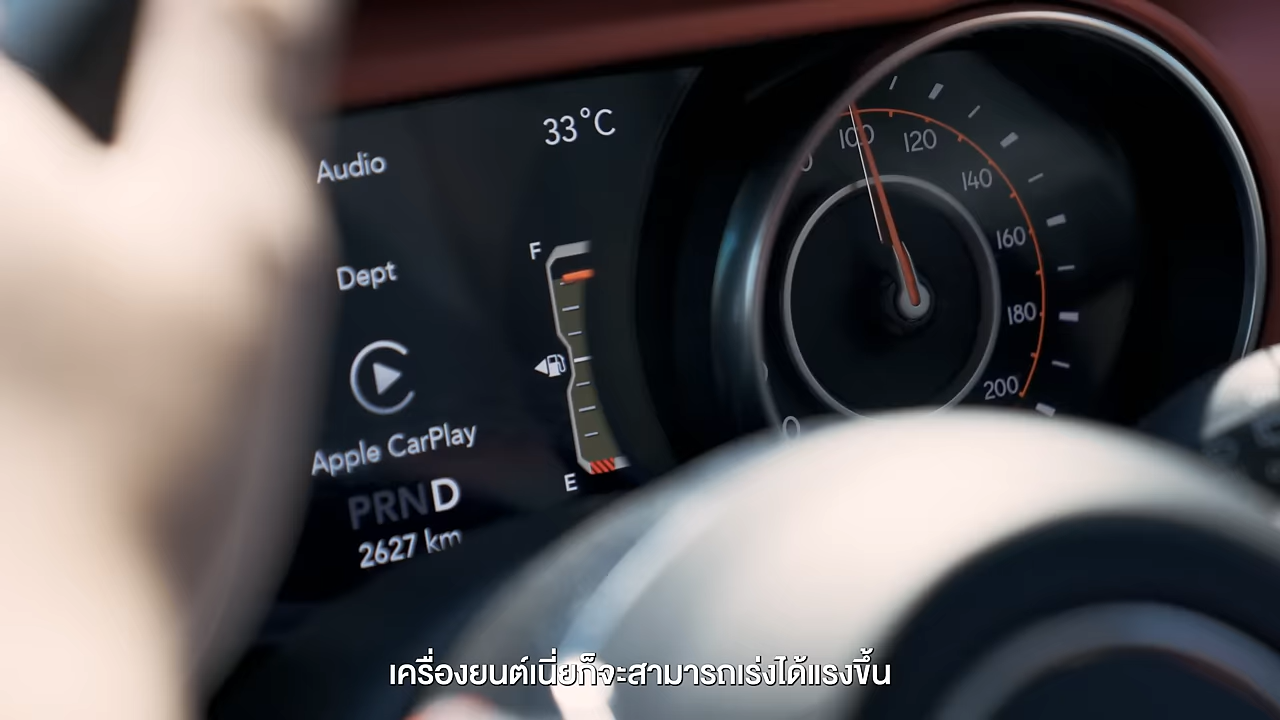 33°C
Audio
Dept
Apple CarPlay
PRND
2627 km
F
E
100
120
140
160
180
200
0
เครื่องยนต์เนี่ยก็จะสามารถเร่งได้แรงขึ้น